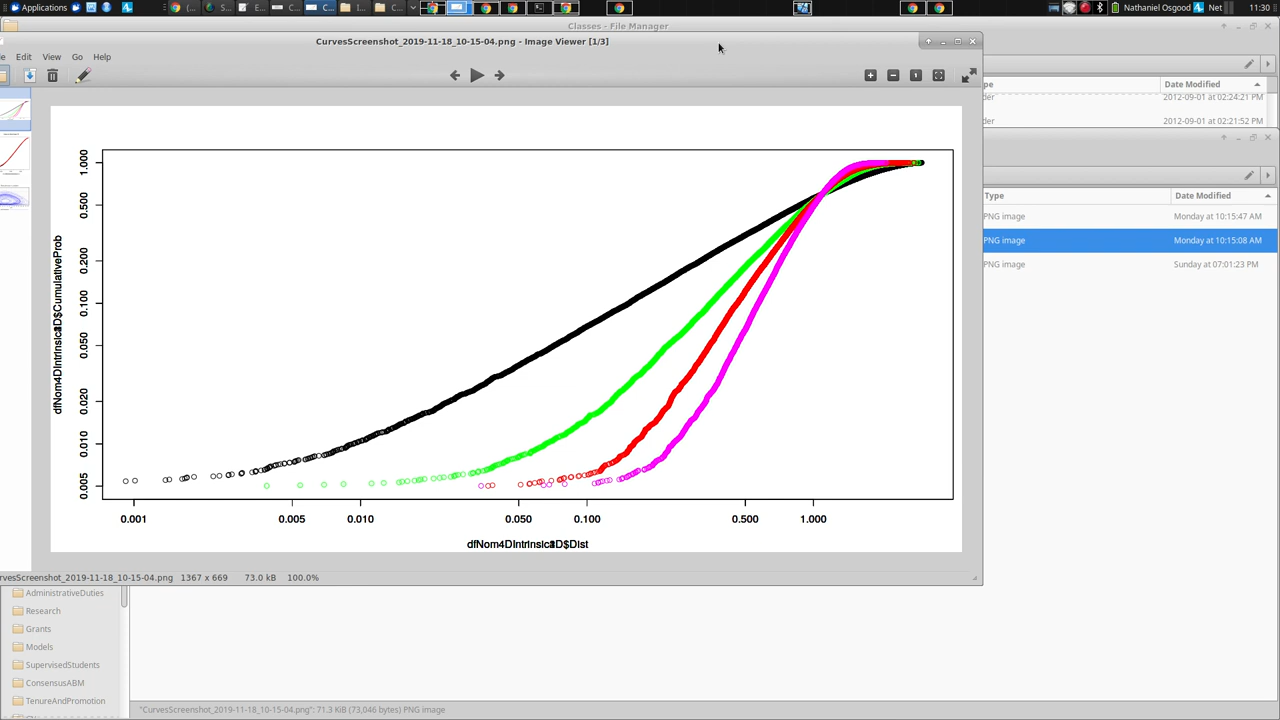 Applications
Nathaniel Osgood
Net
11:30
Classes - File Manager
CurvesScreenshot_2019-11-18_10-15-04.png - Image Viewer [1/3]
Edit View Go Help
Date Modified
2012-09-01 at 02:24:21 PM
2012-09-01 at 02:21:52 PM
Type Date Modified
PNG image Monday at 10:15:47 AM
PNG image Monday at 10:15:08 AM
PNG image Sunday at 07:01:23 PM
1.000
0.500
0.200
0.100
0.050
0.020
0.010
0.005
0.001 0.005 0.010 0.050 0.100 0.500 1.000
rvesScreenshot_2019-11-18_10-15-04.png 1367 x 669 73.0 kB 100.0%
AdministrativeDuties
Research
Grants
Models
SupervisedStudents
ConsensusABM
TenureAndPromotion
"CurvesScreenshot_2019-11-18_10-15-04.png": 71.3 KiB (73,046 bytes) PNG image